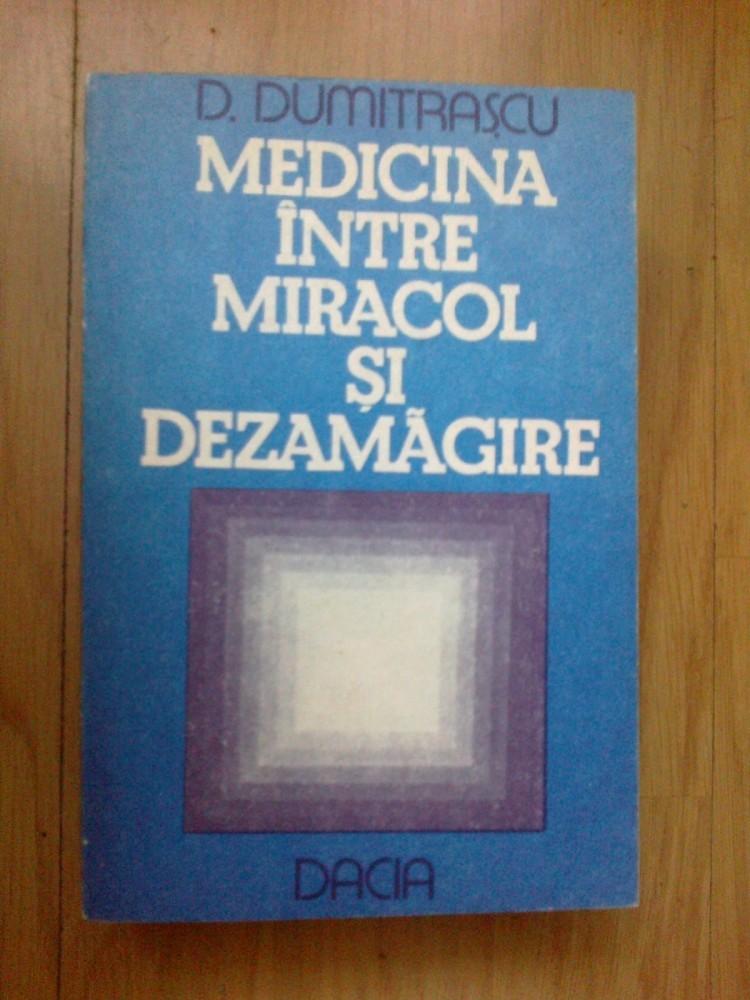 D. DUMITRAȘCU
MEDICINA
ÎNTRE
MIRACOL
ȘI
DEZAMĂGIRE
DACIA